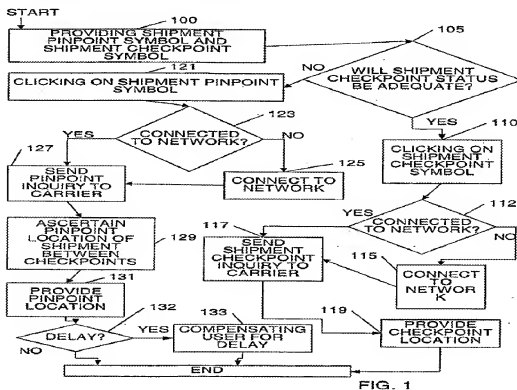 START
100
PROVIDING SHIPMENT
PINPOINT SYMBOL AND
SHIPMENT CHECKPOINT
SYMBOL
105
121
CLICKING ON SHIPMENT PINPOINT
SYMBOL
NO
WILL SHIPMENT
CHECKPOINT STATUS
BE ADEQUATE?
YES
110
123
YES
CONNECTED
TO NETWORK?
NO
CLICKING ON
SHIPMENT
CHECKPOINT
SYMBOL
127
SEND
PINPOINT
INQUIRY TO
CARRIER
125
CONNECT TO
NETWORK
112
YES
CONNECTED
TO NETWORK?
NO
117
SEND
SHIPMENT
CHECKPOINT
INQUIRY TO
CARRIER
ASCERTAIN
PINPOINT
LOCATION OF
SHIPMENT
BETWEEN
CHECKPOINTS
129
115
CONNECT
TO
NETWOR
K
131
PROVIDE
PINPOINT
LOCATION
132
133
119
DELAY?
YES
NO
COMPENSATING
USER FOR
DELAY
PROVIDE
CHECKPOINT
LOCATION
END
FIG. 1